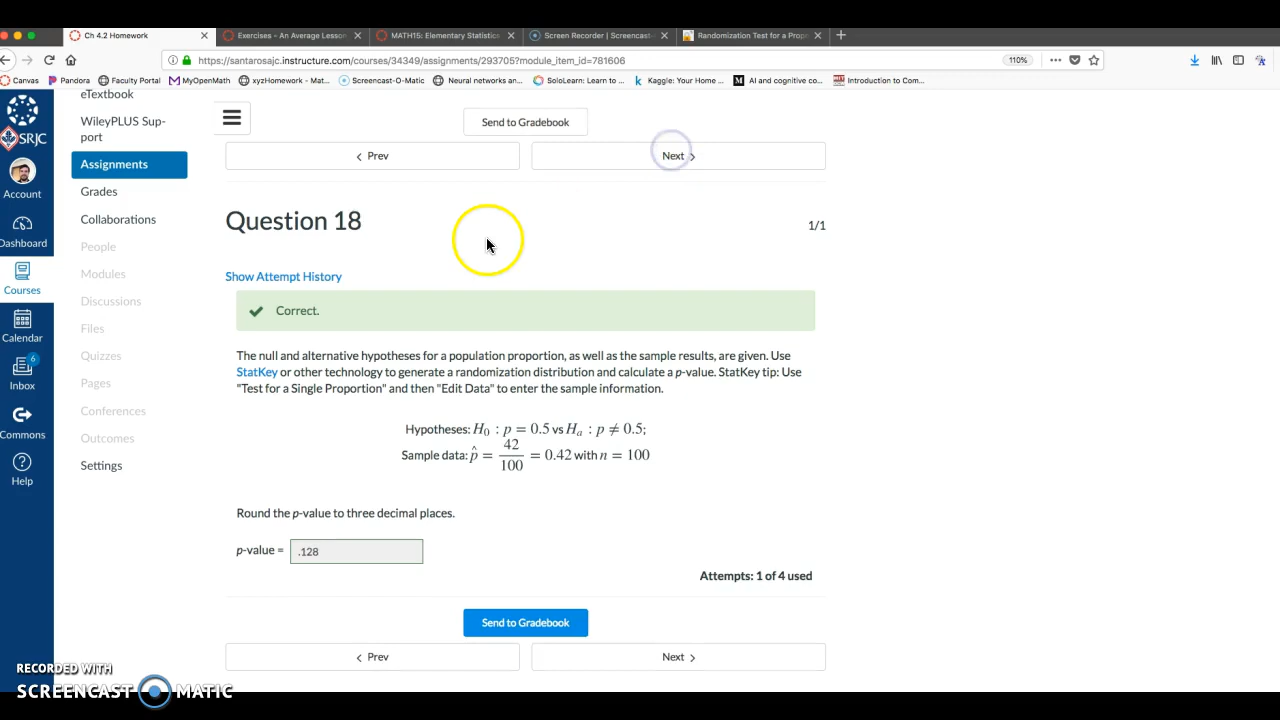 Ch 4.2 Homework
Exercises - An Average Lesson
MATH15: Elementary Statistics
Screen Recorder | Screencast-
Randomization Test for a Prop
https://santarosajc.instructure.com/courses/34349/assignments/293705?module_item_id=781606
110%
Canvas
Pandora
Faculty Portal
MyOpenMath
xyzHomework - Mat...
Screencast-O-Matic
Neural networks an...
SoloLearn: Learn to ...
Kaggle: Your Home ...
AI and cognitive co...
Introduction to Com...
SRJC
Account
Dashboard
Courses
Calendar
6
Inbox
Commons
Help
eTextbook
WileyPLUS Sup-
port
Assignments
Grades
Collaborations
People
Modules
Discussions
Files
Quizzes
Pages
Conferences
Outcomes
Settings
Send to Gradebook
Prev
Next
Question 18
1/1
Show Attempt History
Correct.
The null and alternative hypotheses for a population proportion, as well as the sample results, are given. Use
StatKey or other technology to generate a randomization distribution and calculate a p-value. StatKey tip: Use
"Test for a Single Proportion" and then "Edit Data" to enter the sample information.
Hypotheses: H₀ : p = 0.5 vs Hₐ : p ≠ 0.5;
Sample data: p̂ = 42/100 = 0.42 with n = 100
Round the p-value to three decimal places.
p-value = .128
Attempts: 1 of 4 used
Send to Gradebook
Prev
Next
RECORDED WITH
SCREENCAST MATIC